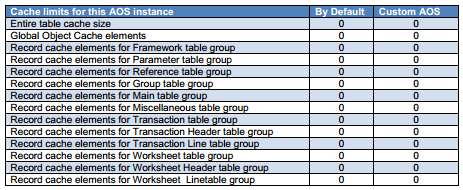 Cache limits for this AOS instance By Default Custom AOS
Entire table cache size 0 0
Global Object Cache elements 0 0
Record cache elements for Framework table group 0 0
Record cache elements for Parameter table group 0 0
Record cache elements for Reference table group 0 0
Record cache elements for Group table group 0 0
Record cache elements for Main table group 0 0
Record cache elements for Miscellaneous table group 0 0
Record cache elements for Transaction table group 0 0
Record cache elements for Transaction Header table group 0 0
Record cache elements for Transaction Line table group 0 0
Record cache elements for Worksheet table group 0 0
Record cache elements for Worksheet Header table group 0 0
Record cache elements for Worksheet Linetable group 0 0